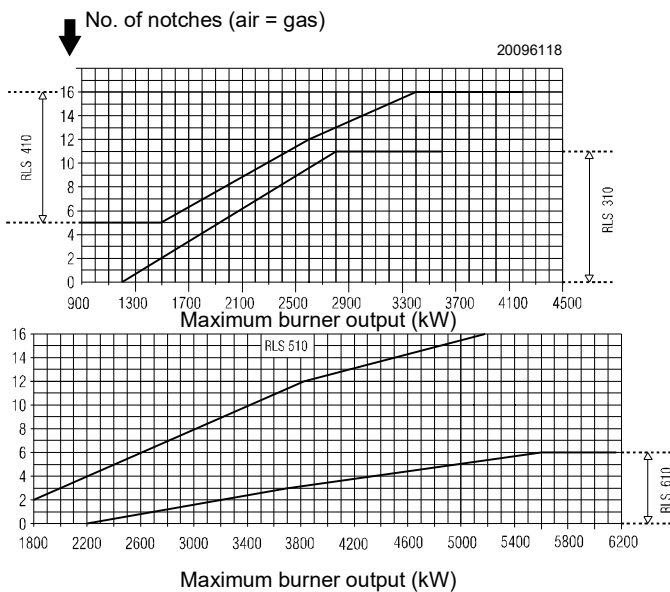 No. of notches (air = gas)
20096118
16
14
12
10
8
6
4
2
0
RLS 410
RLS 310
900 1300 1700 2100 2500 2900 3300 3700 4100 4500
Maximum burner output (kW)
16
14
12
10
8
6
4
2
0
RLS 510
RLS 610
1800 2200 2600 3000 3400 3800 4200 4600 5000 5400 5800 6200
Maximum burner output (kW)